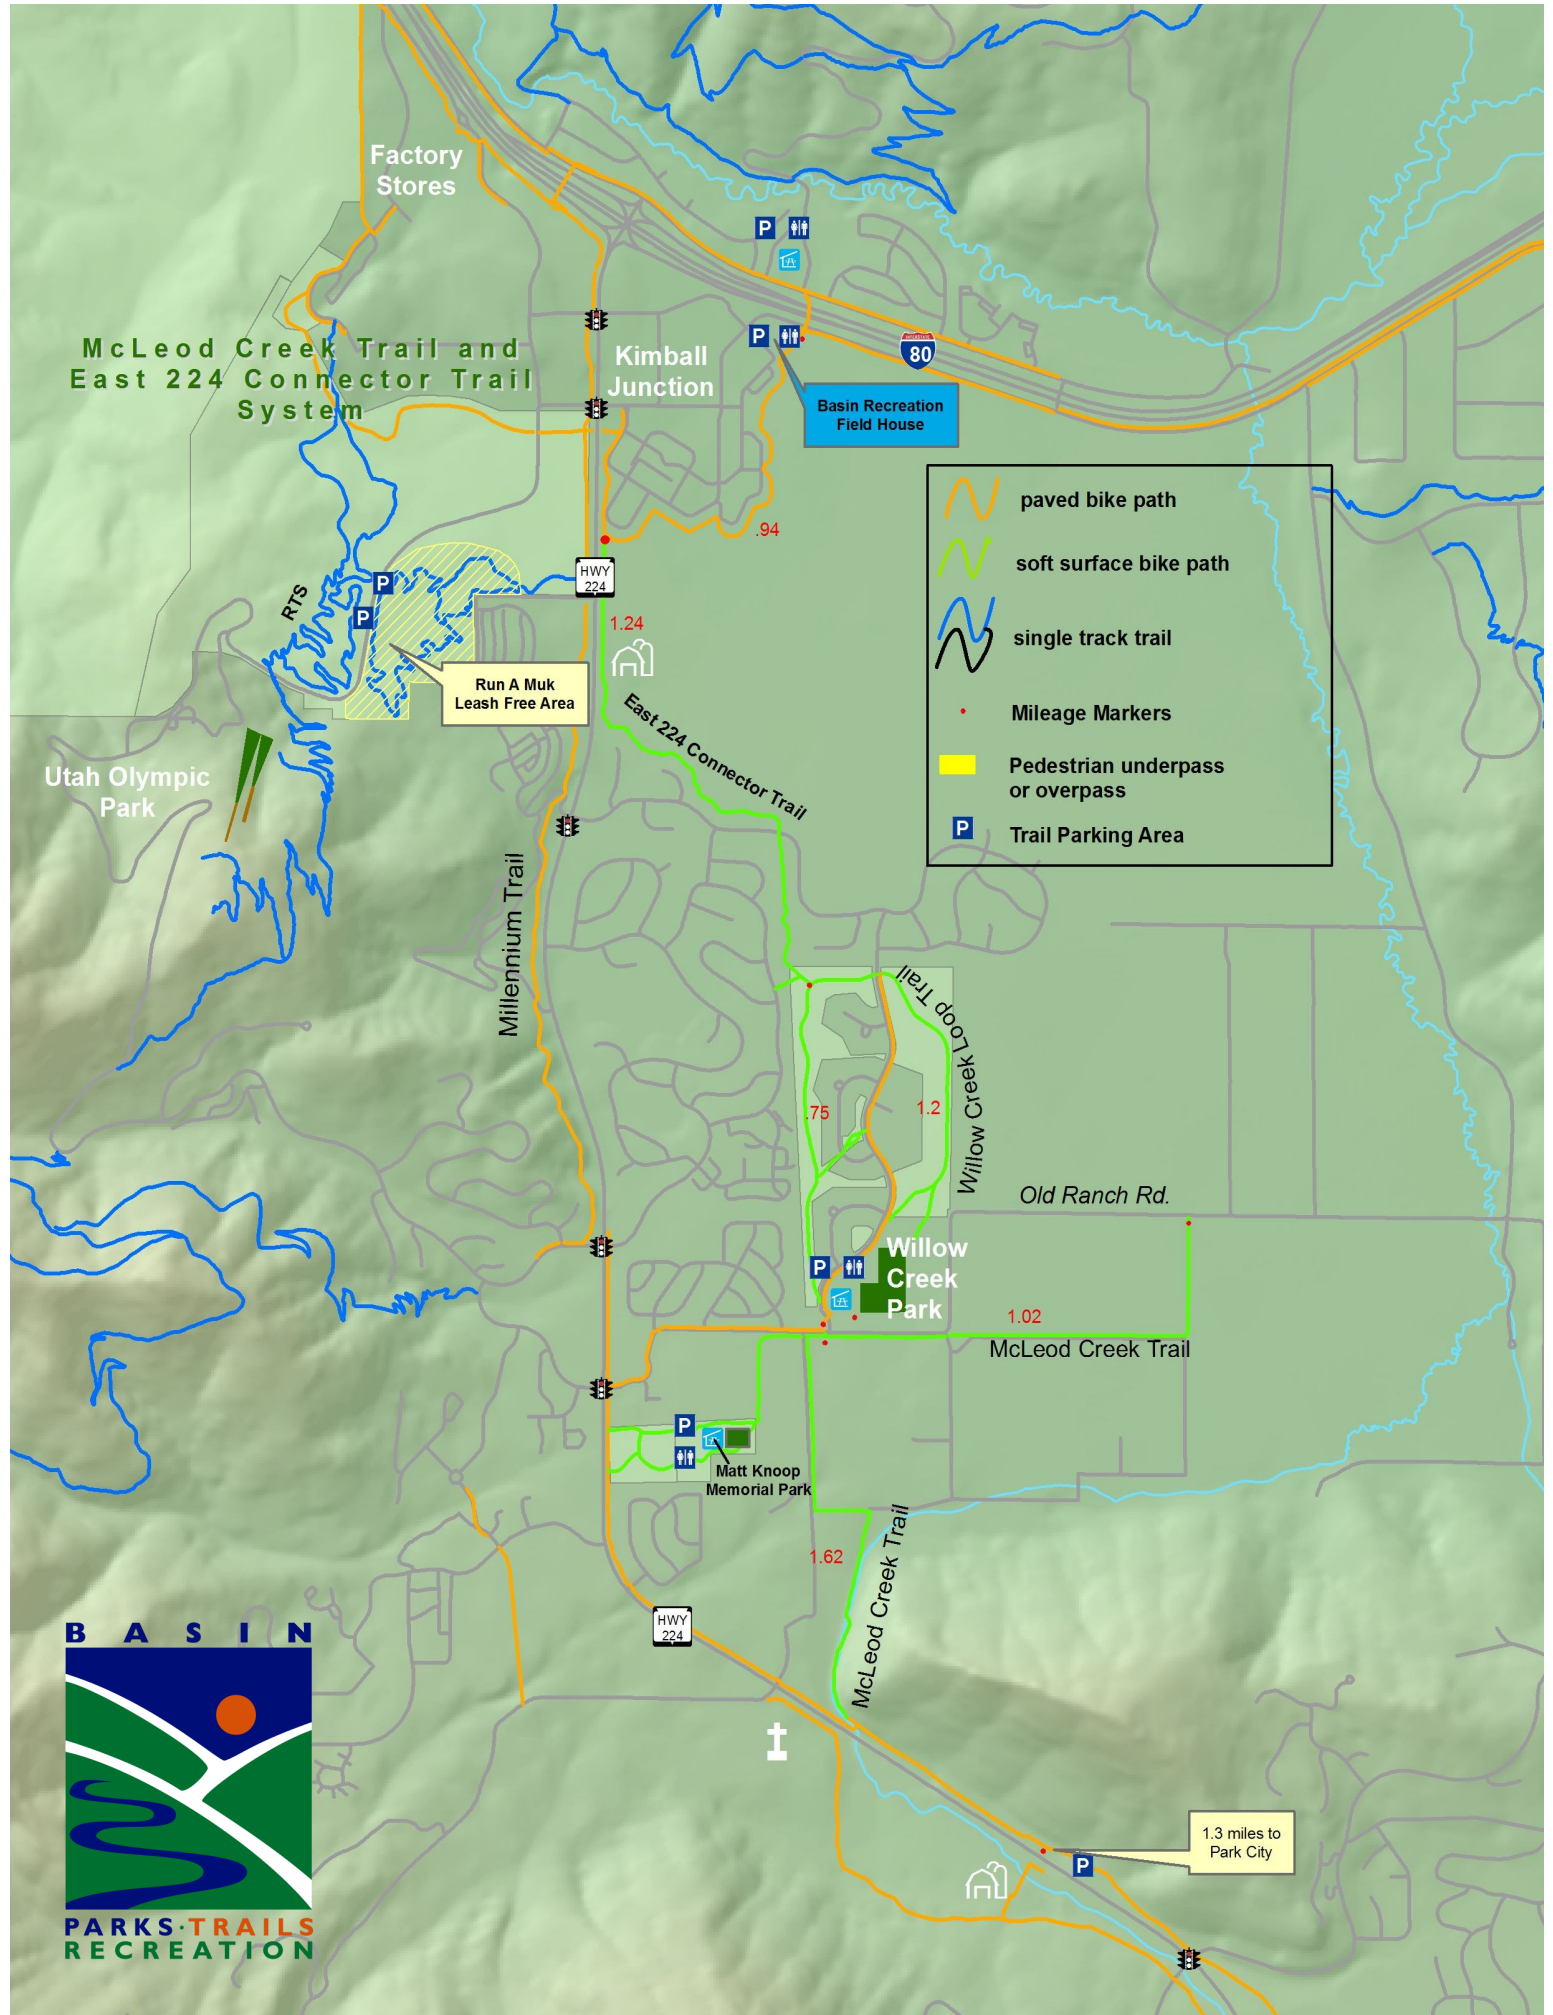 Factory
Stores
McLeod Creek Trail and
East 224 Connector Trail
System
Kimball
Junction
80
Basin Recreation
Field House
paved bike path
soft surface bike path
single track trail
Mileage Markers
Pedestrian underpass
or overpass
P
Trail Parking Area
P
P
.94
HWY
224
RTS
P
P
1.24
Run A Muk
Leash Free Area
East 224 Connector Trail
Utah Olympic
Park
Millennium Trail
Willow Creek Loop Trail
.75
1.2
Old Ranch Rd.
P
Willow
Creek
Park
1.02
McLeod Creek Trail
P
Matt Knoop
Memorial Park
1.62
McLeod Creek Trail
HWY
224
1.3 miles to
Park City
P
BASIN
PARKS·TRAILS
RECREATION